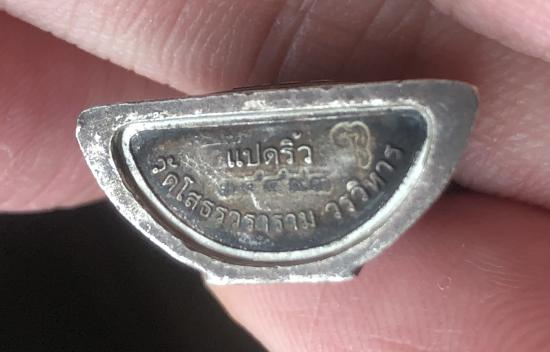 แปดริ้ว
วัดโสธรวราราม วรวิหาร